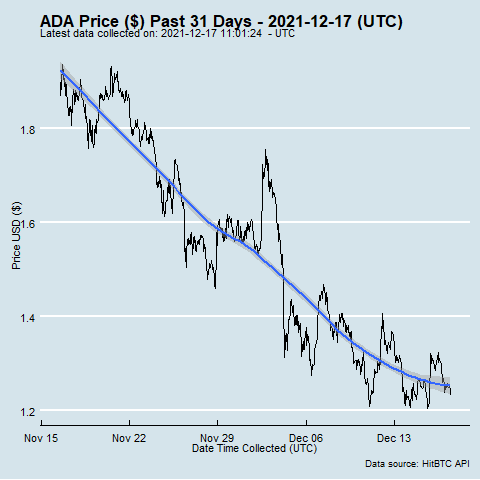 ADA Price ($) Past 31 Days - 2021-12-17 (UTC)
Latest data collected on: 2021-12-17 11:01:24 - UTC
1.8
1.6
1.4
1.2
Price USD ($)
Nov 15 Nov 22 Nov 29 Dec 06 Dec 13
Date Time Collected (UTC)
Data source: HitBTC API